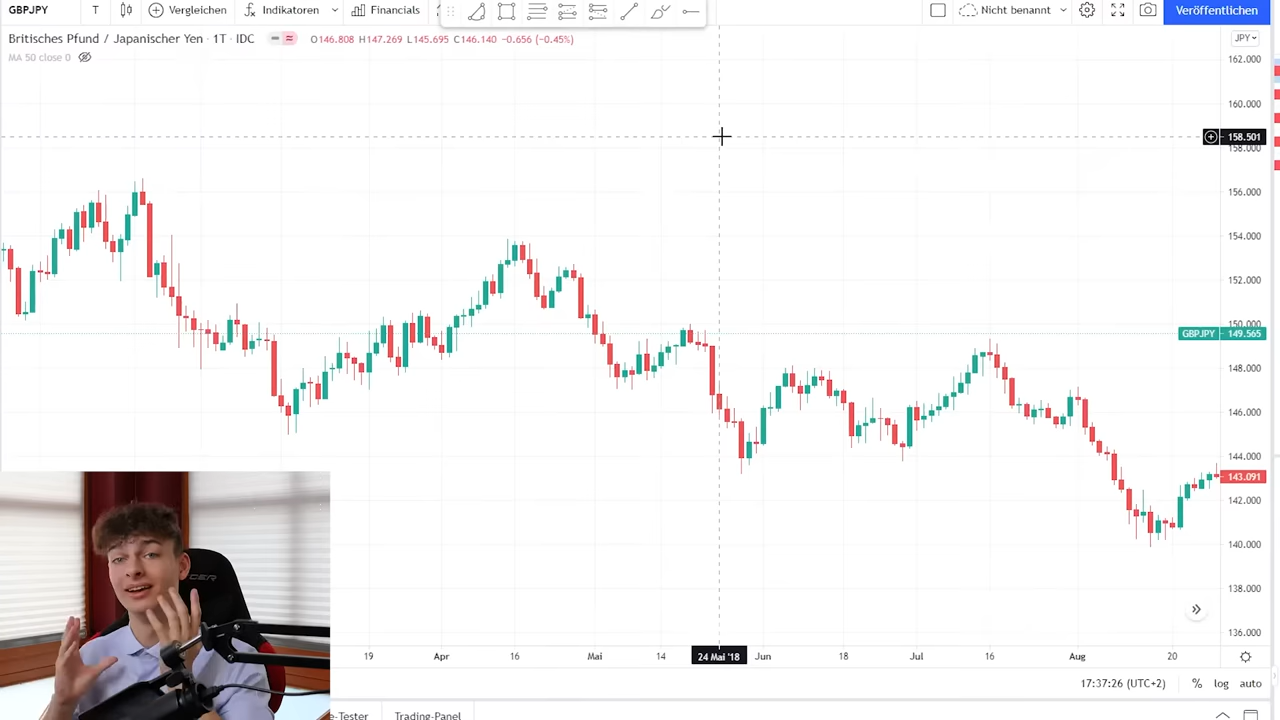 GBPJPY T Vergleichen Indikatoren Financials Nicht benannt Veröffentlichen
Britisches Pfund / Japanischer Yen · 1T · IDC O146.808 H147.269 L145.695 C146.140 -0.656 (-0.45%) JPY
MA 50 close 0
162.000
160.000
158.501
158.000
156.000
154.000
152.000
150.000
GBPJPY 149.565
148.000
146.000
144.000
143.091
142.000
140.000
138.000
136.000
19 Apr 16 Mai 14 24 Mai '18 Jun 18 Jul 16 Aug 20
17:37:26 (UTC+2) % log auto
e-Tester Trading-Panel